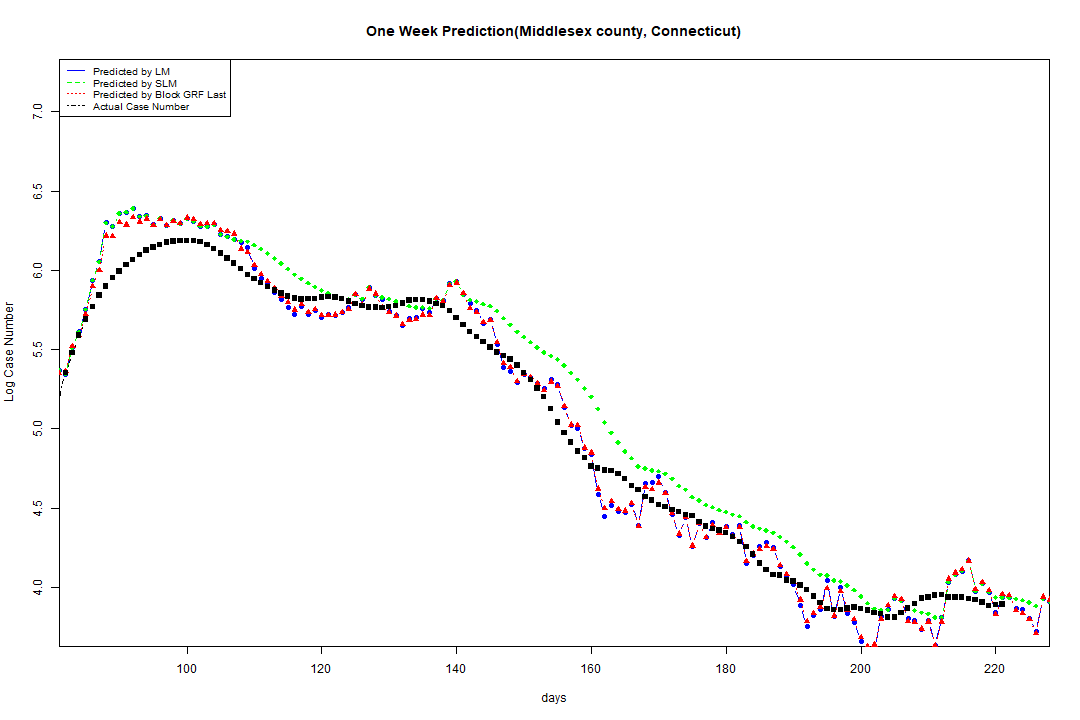 One Week Prediction(Middlesex county, Connecticut)
Predicted by LM
Predicted by SLM
Predicted by Block GRF Last
Actual Case Number
Log Case Number
7.0
6.5
6.0
5.5
5.0
4.5
4.0
100 120 140 160 180 200 220
days